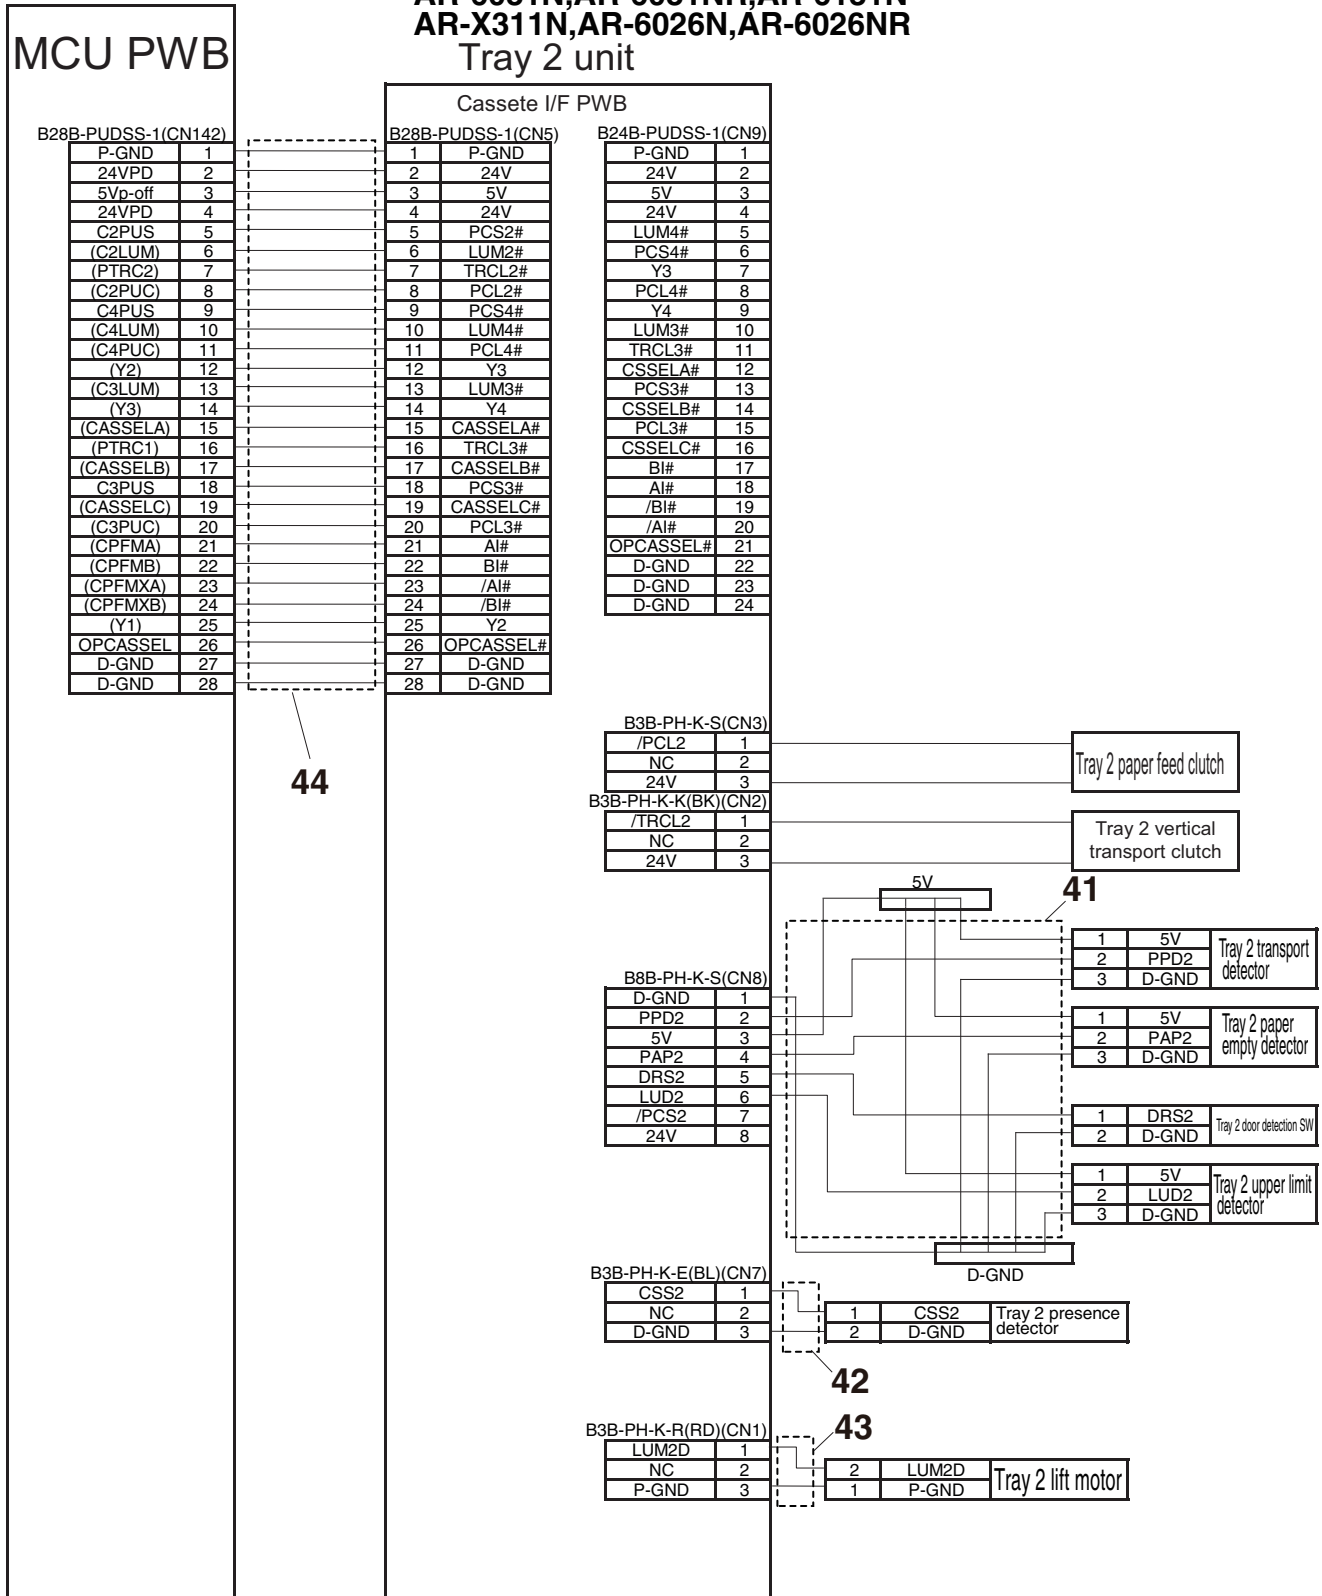 AR-X311N,AR-6026N,AR-6026NR
MCU PWB
Tray 2 unit
Cassete I/F PWB
B28B-PUDSS-1(CN142)
P-GND 1
24VPD 2
5Vp-off 3
24VPD 4
C2PUS 5
(C2LUM) 6
(PTRC2) 7
(C2PUC) 8
C4PUS 9
(C4LUM) 10
(C4PUC) 11
(Y2) 12
(C3LUM) 13
(Y3) 14
(CASSELA) 15
(PTRC1) 16
(CASSELB) 17
C3PUS 18
(CASSELC) 19
(C3PUC) 20
(CPFMA) 21
(CPFMB) 22
(CPFMXA) 23
(CPFMXB) 24
(Y1) 25
OPCASSEL 26
D-GND 27
D-GND 28
44
B28B-PUDSS-1(CN5)
1 P-GND
2 24V
3 5V
4 24V
5 PCS2#
6 LUM2#
7 TRCL2#
8 PCL2#
9 PCS4#
10 LUM4#
11 PCL4#
12 Y3
13 LUM3#
14 Y4
15 CASSELA#
16 TRCL3#
17 CASSELB#
18 PCS3#
19 CASSELC#
20 PCL3#
21 AI#
22 BI#
23 /AI#
24 /BI#
25 Y2
26 OPCASSEL#
27 D-GND
28 D-GND
B24B-PUDSS-1(CN9)
P-GND 1
24V 2
5V 3
24V 4
LUM4# 5
PCS4# 6
Y3 7
PCL4# 8
Y4 9
LUM3# 10
TRCL3# 11
CSSELA# 12
PCS3# 13
CSSELB# 14
PCL3# 15
CSSELC# 16
BI# 17
AI# 18
/BI# 19
/AI# 20
OPCASSEL# 21
D-GND 22
D-GND 23
D-GND 24
B3B-PH-K-S(CN3)
/PCL2 1
NC 2
24V 3
Tray 2 paper feed clutch
B3B-PH-K-K(BK)(CN2)
/TRCL2 1
NC 2
24V 3
Tray 2 vertical
transport clutch
5V
41
B8B-PH-K-S(CN8)
D-GND 1
PPD2 2
5V 3
PAP2 4
DRS2 5
LUD2 6
/PCS2 7
24V 8
1 5V
2 PPD2
3 D-GND
Tray 2 transport
detector
1 5V
2 PAP2
3 D-GND
Tray 2 paper
empty detector
1 DRS2
2 D-GND
Tray 2 door detection SW
1 5V
2 LUD2
3 D-GND
Tray 2 upper limit
detector
D-GND
B3B-PH-K-E(BL)(CN7)
CSS2 1
NC 2
D-GND 3
1 CSS2
2 D-GND
Tray 2 presence
detector
42
B3B-PH-K-R(RD)(CN1)
LUM2D 1
NC 2
P-GND 3
43
2 LUM2D
1 P-GND
Tray 2 lift motor